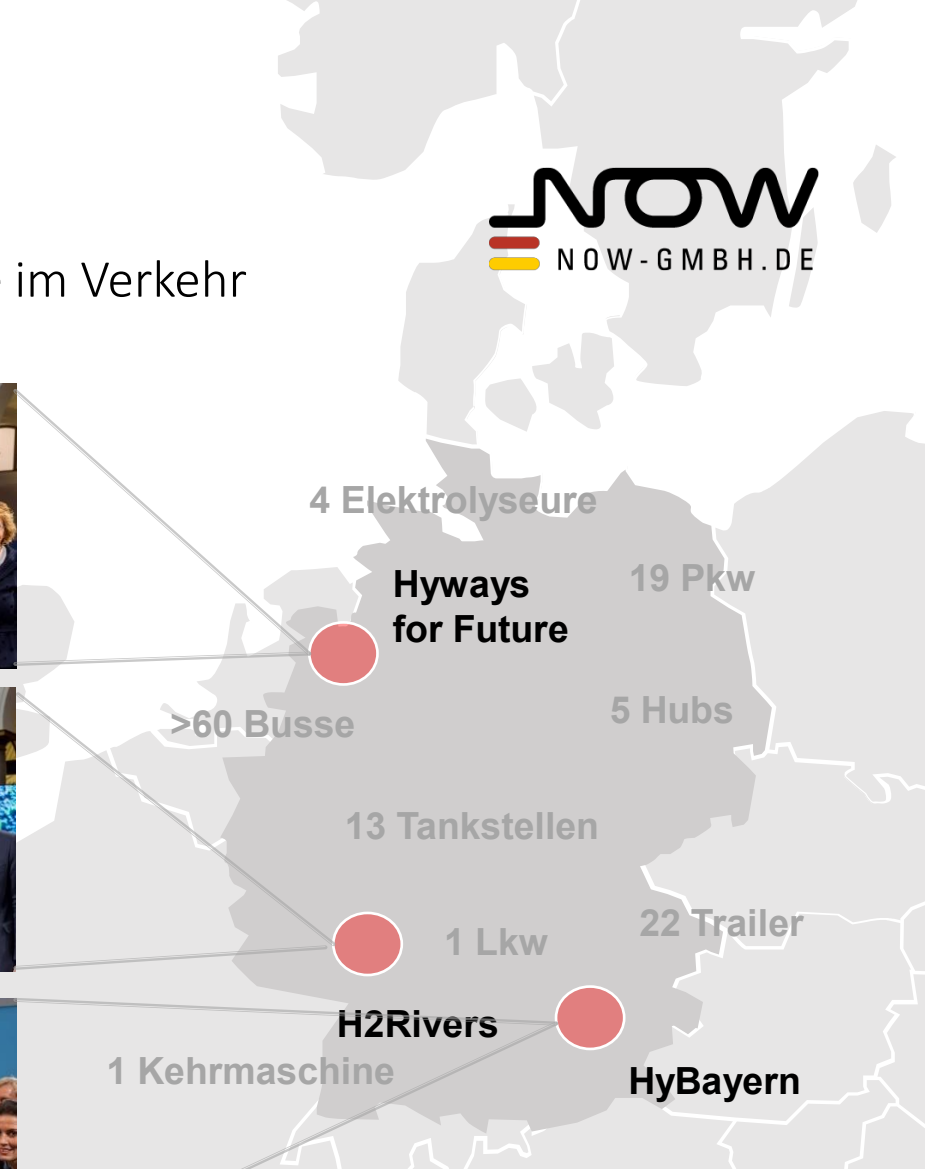 NOW
NOW-GMBH.DE
im Verkehr
4 Elektrolyseure
Hyways
for Future
19 Pkw
>60 Busse
5 Hubs
13 Tankstellen
22 Trailer
1 Lkw
H2Rivers
1 Kehrmaschine
HyBayern